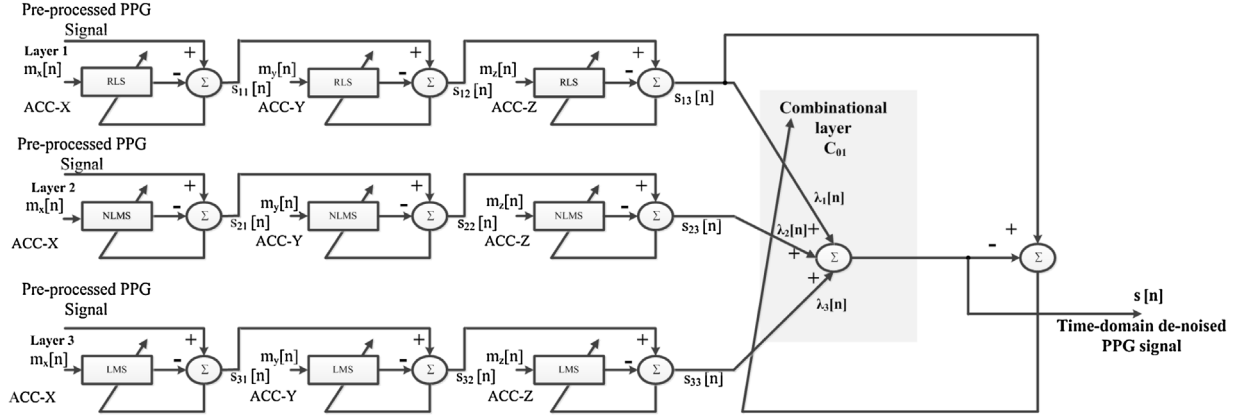 Pre-processed PPG
Signal
Layer 1
mx[n]
ACC-X
RLS
+
-
Σ
s11[n]
my[n]
ACC-Y
RLS
+
-
Σ
s12[n]
mz[n]
ACC-Z
RLS
+
-
Σ
s13[n]
Pre-processed PPG
Signal
Layer 2
mx[n]
ACC-X
NLMS
+
-
Σ
s21[n]
my[n]
ACC-Y
NLMS
+
-
Σ
s22[n]
mz[n]
ACC-Z
NLMS
+
-
Σ
s23[n]
Pre-processed PPG
Signal
Layer 3
mx[n]
ACC-X
LMS
+
-
Σ
s31[n]
my[n]
ACC-Y
LMS
+
-
Σ
s32[n]
mz[n]
ACC-Z
LMS
+
-
Σ
s33[n]
Combinational
layer
C01
λ1[n]
λ2[n]+
+
+
Σ
λ3[n]
+
-
Σ
s[n]
Time-domain de-noised
PPG signal